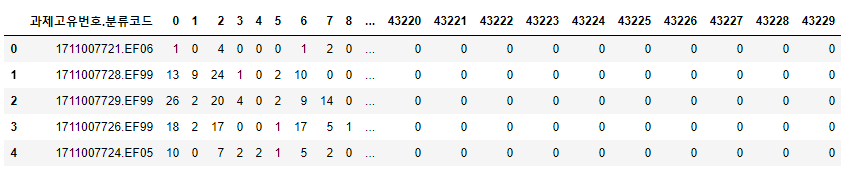 과제고유번호.분류코드 0 1 2 3 4 5 6 7 8 ... 43220 43221 43222 43223 43224 43225 43226 43227 43228 43229
0 1711007721.EF06 1 0 4 0 0 0 1 2 0 ... 0 0 0 0 0 0 0 0 0 0
1 1711007728.EF99 13 9 24 1 0 2 10 0 0 ... 0 0 0 0 0 0 0 0 0 0
2 1711007729.EF99 26 2 20 4 0 2 9 14 0 ... 0 0 0 0 0 0 0 0 0 0
3 1711007726.EF99 18 2 17 0 0 1 17 5 1 ... 0 0 0 0 0 0 0 0 0 0
4 1711007724.EF05 10 0 7 2 2 1 5 2 0 ... 0 0 0 0 0 0 0 0 0 0